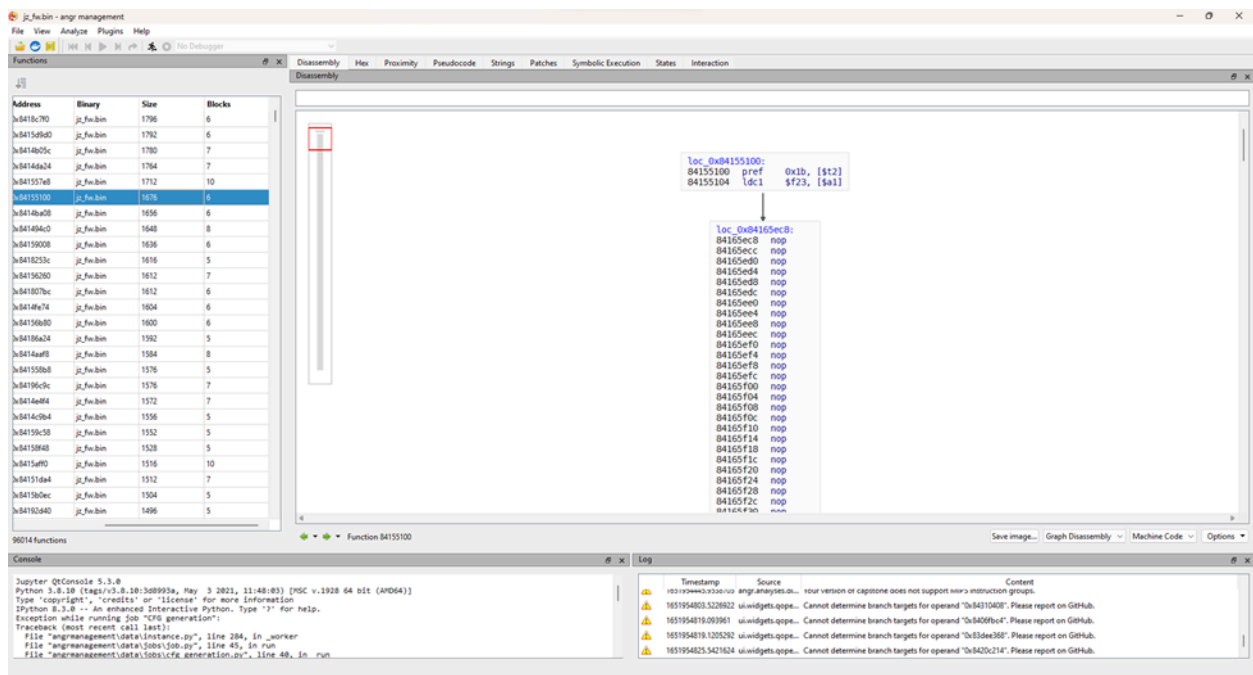 jz_fw.bin - angr management
File View Analyze Plugins Help
No Debugger
Functions
Address Binary Size Blocks
0x8418c7f0 jz_fw.bin 1796 6
0x8415d9d0 jz_fw.bin 1792 6
0x8414b05c jz_fw.bin 1780 7
0x8414da24 jz_fw.bin 1764 7
0x841557e8 jz_fw.bin 1712 10
0x84155100 jz_fw.bin 1676 6
0x8414ba08 jz_fw.bin 1656 6
0x841494c0 jz_fw.bin 1648 8
0x84159008 jz_fw.bin 1636 6
0x8418253c jz_fw.bin 1616 5
0x84156260 jz_fw.bin 1612 7
0x841807bc jz_fw.bin 1612 6
0x8414fe74 jz_fw.bin 1604 6
0x84156b80 jz_fw.bin 1600 6
0x84186a24 jz_fw.bin 1592 5
0x8414aaf8 jz_fw.bin 1584 8
0x841558b8 jz_fw.bin 1576 5
0x84196c9c jz_fw.bin 1576 7
0x8414e4f4 jz_fw.bin 1572 7
0x8414c9b4 jz_fw.bin 1556 5
0x84159c58 jz_fw.bin 1552 5
0x84158f48 jz_fw.bin 1528 5
0x8415aff0 jz_fw.bin 1516 10
0x84151da4 jz_fw.bin 1512 7
0x8415b0ec jz_fw.bin 1504 5
0x84192d40 jz_fw.bin 1496 5
96014 functions
Disassembly Hex Proximity Pseudocode Strings Patches Symbolic Execution States Interaction
Disassembly
loc_0x84155100:
84155100 pref 0x1b, [$t2]
84155104 ldc1 $f23, [$a1]
loc_0x84165ec8:
84165ec8 nop
84165ecc nop
84165ed0 nop
84165ed4 nop
84165ed8 nop
84165edc nop
84165ee0 nop
84165ee4 nop
84165ee8 nop
84165eec nop
84165ef0 nop
84165ef4 nop
84165ef8 nop
84165efc nop
84165f00 nop
84165f04 nop
84165f08 nop
84165f0c nop
84165f10 nop
84165f14 nop
84165f18 nop
84165f1c nop
84165f20 nop
84165f24 nop
84165f28 nop
84165f2c nop
84165f30 nop
Function 84155100
Save image... Graph Disassembly Machine Code Options
Console
Jupyter QtConsole 5.3.0
Python 3.8.10 (tags/v3.8.10:3d8993a, May 3 2021, 11:48:03) [MSC v.1928 64 bit (AMD64)]
Type 'copyright', 'credits' or 'license' for more information
IPython 8.3.0 -- An enhanced Interactive Python. Type '?' for help.
Exception while running job "CFG generation":
Traceback (most recent call last):
File "angrmanagement\data\instance.py", line 284, in _worker
File "angrmanagement\data\jobs\job.py", line 45, in run
File "angrmanagement\data\jobs\cfg_generation.py", line 40, in _run
Log
Timestamp Source Content
angr.analyses.di... Your version of capstone does not support MIPS instruction groups.
1651954803.5226922 ui.widgets.qope... Cannot determine branch targets for operand "0x84310408". Please report on GitHub.
1651954819.093961 ui.widgets.qope... Cannot determine branch targets for operand "0x8406fbc4". Please report on GitHub.
1651954819.1205292 ui.widgets.qope... Cannot determine branch targets for operand "0x83dee368". Please report on GitHub.
1651954825.5421624 ui.widgets.qope... Cannot determine branch targets for operand "0x8420c214". Please report on GitHub.